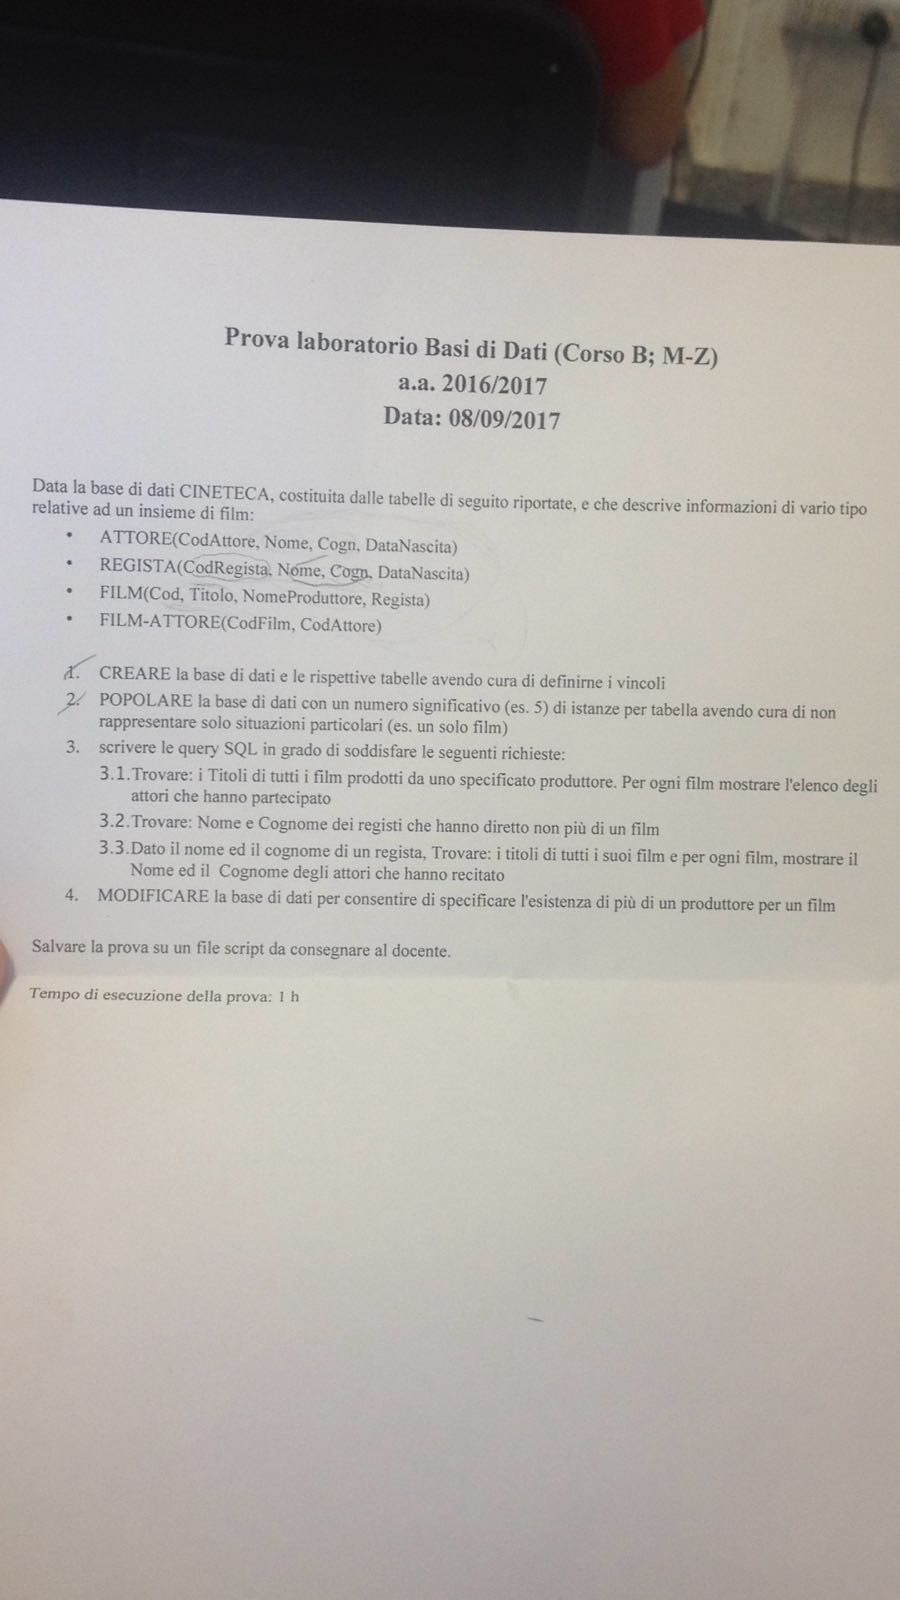 Prova laboratorio Basi di Dati (Corso B; M-Z)
a.a. 2016/2017
Data: 08/09/2017
Data la base di dati CINETECA, costituita dalle tabelle di seguito riportate, e che descrive informazioni di vario tipo
relative ad un insieme di film:
• ATTORE(CodAttore, Nome, Cogn, DataNascita)
• REGISTA(CodRegista, Nome, Cogn, DataNascita)
• FILM(Cod, Titolo, NomeProduttore, Regista)
• FILM-ATTORE(CodFilm, CodAttore)
1. CREARE la base di dati e le rispettive tabelle avendo cura di definirne i vincoli
2. POPOLARE la base di dati con un numero significativo (es. 5) di istanze per tabella avendo cura di non
rappresentare solo situazioni particolari (es. un solo film)
3. scrivere le query SQL in grado di soddisfare le seguenti richieste:
3.1.Trovare: i Titoli di tutti i film prodotti da uno specificato produttore. Per ogni film mostrare l'elenco degli
attori che hanno partecipato
3.2.Trovare: Nome e Cognome dei registi che hanno diretto non più di un film
3.3.Dato il nome ed il cognome di un regista, Trovare: i titoli di tutti i suoi film e per ogni film, mostrare il
Nome ed il Cognome degli attori che hanno recitato
4. MODIFICARE la base di dati per consentire di specificare l'esistenza di più di un produttore per un film
Salvare la prova su un file script da consegnare al docente.
Tempo di esecuzione della prova: 1 h